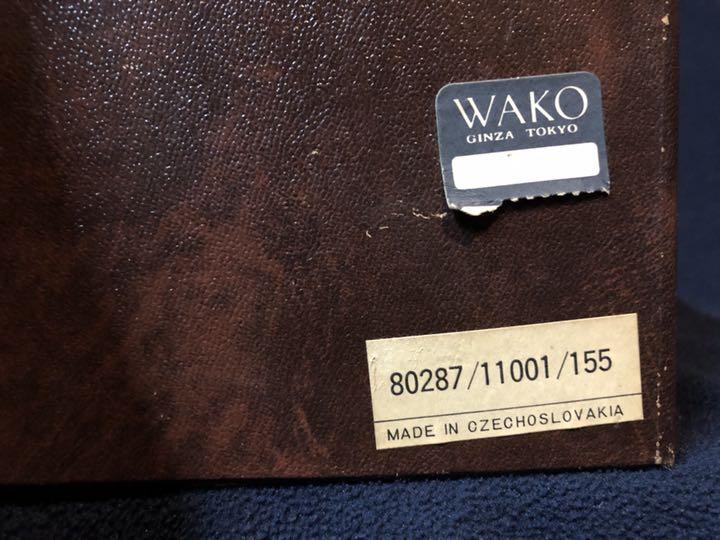 WAKO
GINZA TOKYO
80287/11001/155
MADE IN CZECHOSLOVAKIA